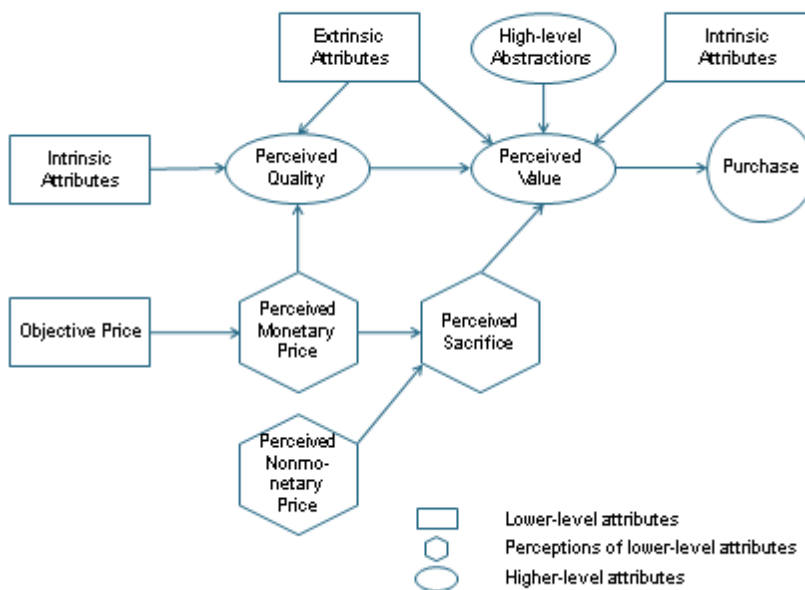 Extrinsic
Attributes
High-level
Abstractions
Intrinsic
Attributes
Intrinsic
Attributes
Perceived
Quality
Perceived
Value
Purchase
Objective Price
Perceived
Monetary
Price
Perceived
Sacrifice
Perceived
Nonmo-
netary
Price
Lower-level attributes
Perceptions of lower-level attributes
Higher-level attributes